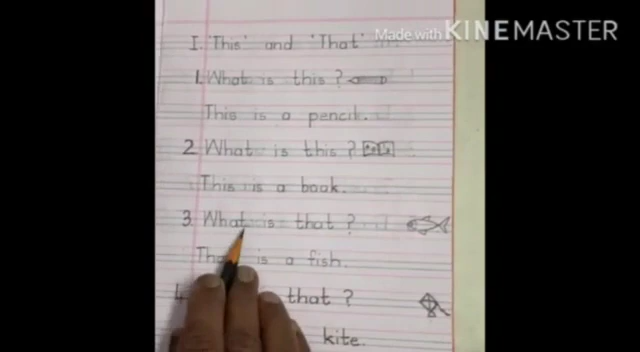 Made with KINEMASTER
I. 'This' and 'That'
1. What is this?
This is a pencil.
2. What is this?
This is a book.
3. What is that?
That is a fish.
that?
kite.